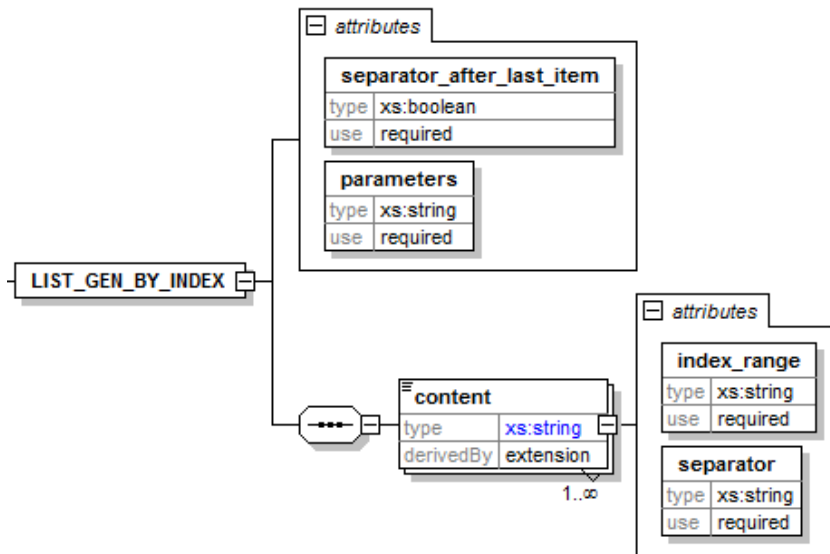 attributes
separator_after_last_item
type xs:boolean
use required
parameters
type xs:string
use required
LIST_GEN_BY_INDEX
attributes
index_range
type xs:string
use required
separator
type xs:string
use required
content
type xs:string
derivedBy extension
1..∞